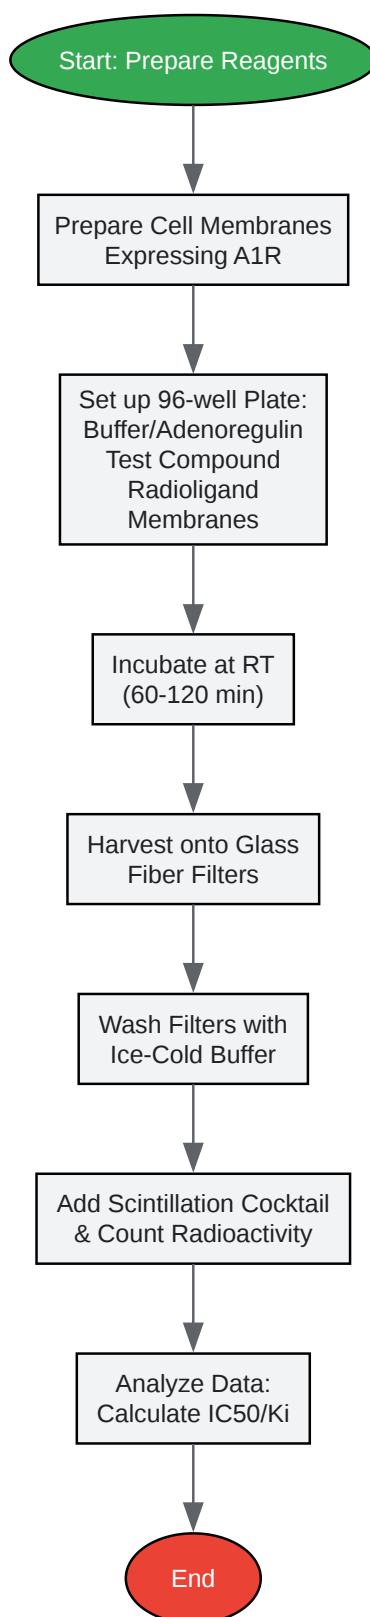 Start: Prepare Reagents
Prepare Cell Membranes
Expressing A1R
Set up 96-well Plate:
Buffer/Adenoregulin
Test Compound
Radioligand
Membranes
Incubate at RT
(60-120 min)
Harvest onto Glass
Fiber Filters
Wash Filters with
Ice-Cold Buffer
Add Scintillation Cocktail
& Count Radioactivity
Analyze Data:
Calculate IC50/Ki
End